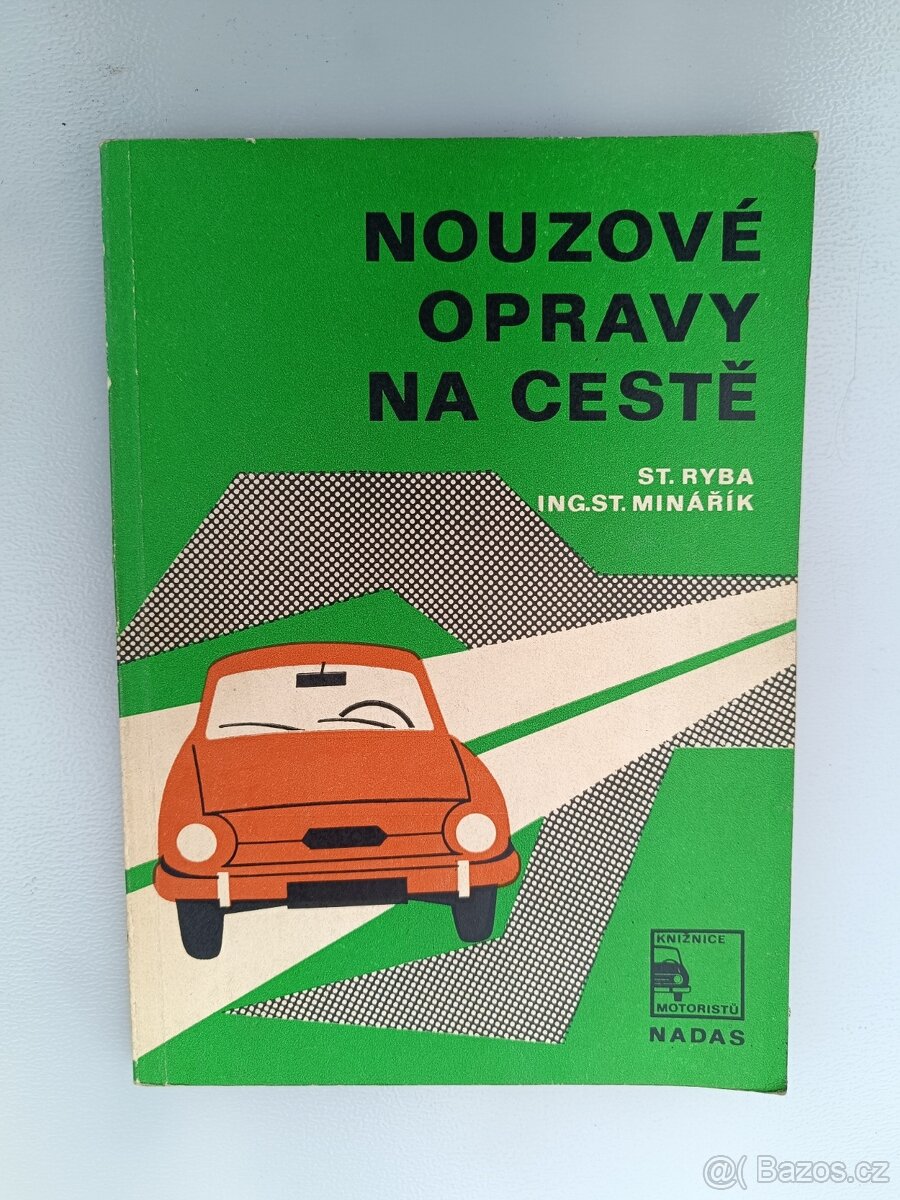 NOUZOVÉ
OPRAVY
NA CESTĚ
ST. RYBA
ING.ST. MINÁŘÍK
KNIŽNICE
MOTORISTŮ
NADAS
@( Bazos.cz